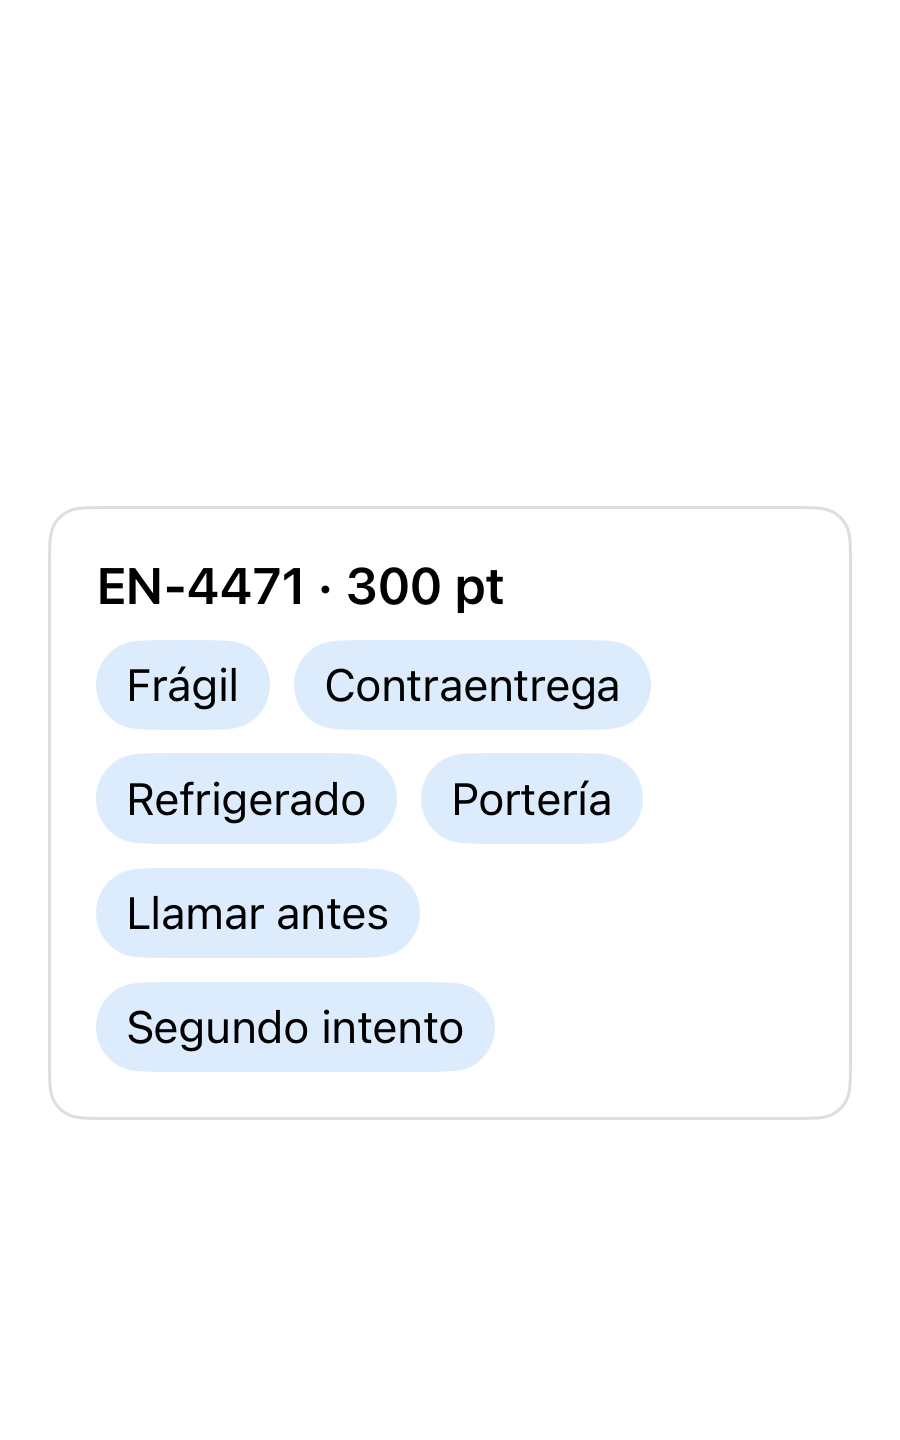 EN-4471 · 300 pt
Frágil Contraentrega
Refrigerado Portería
Llamar antes
Segundo intento